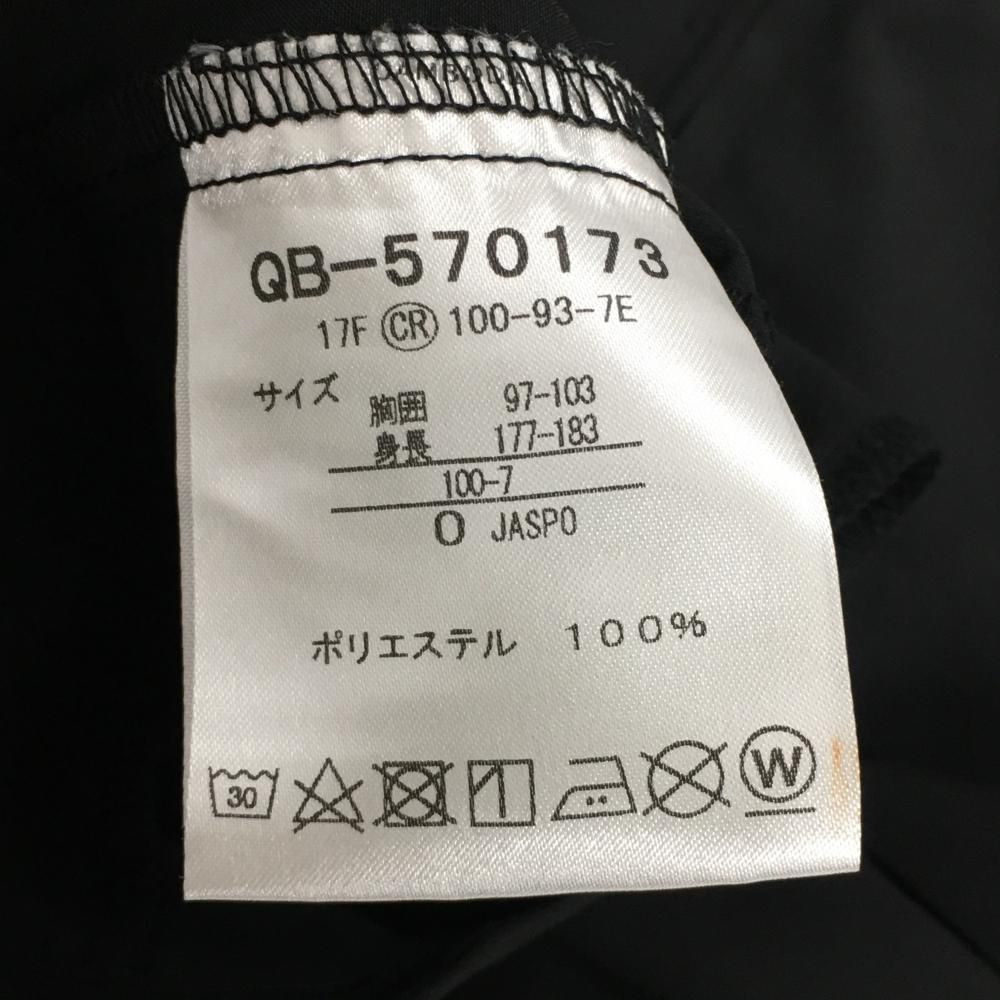 QB-570173
17F CR 100-93-7E
サイズ 胸囲 97-103
身長 177-183
100-7
O JASPO
ポリエステル 100%
30 W